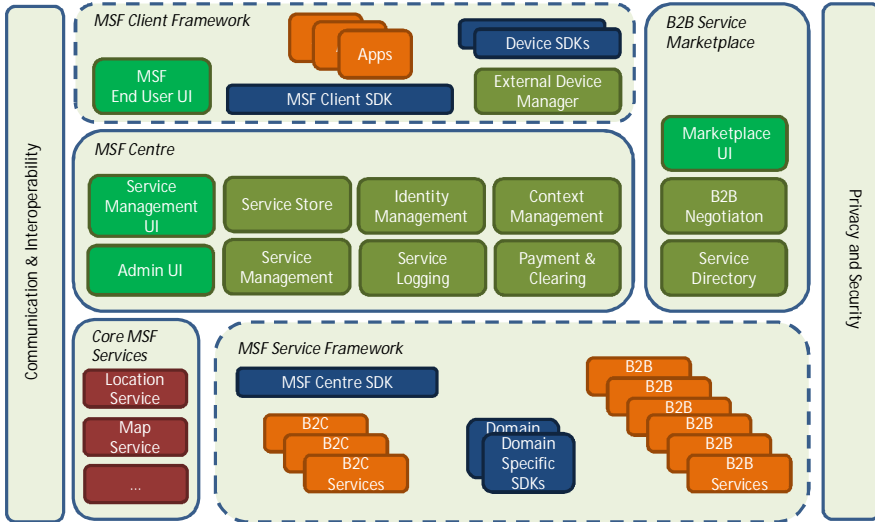 Communication & Interoperability
MSF Client Framework
Apps
Device SDKs
MSF
End User UI
MSF Client SDK
External Device
Manager
B2B Service
Marketplace
Marketplace
UI
B2B
Negotiaton
Service
Directory
MSF Centre
Service
Management
UI
Service Store
Identity
Management
Context
Management
Admin UI
Service
Management
Service
Logging
Payment &
Clearing
Core MSF
Services
Location
Service
Map
Service
...
MSF Service Framework
MSF Centre SDK
B2C
B2C
B2C
Services
Domain
Domain
Specific
SDKs
B2B
B2B
B2B
B2B
B2B
B2B
Services
Privacy and Security